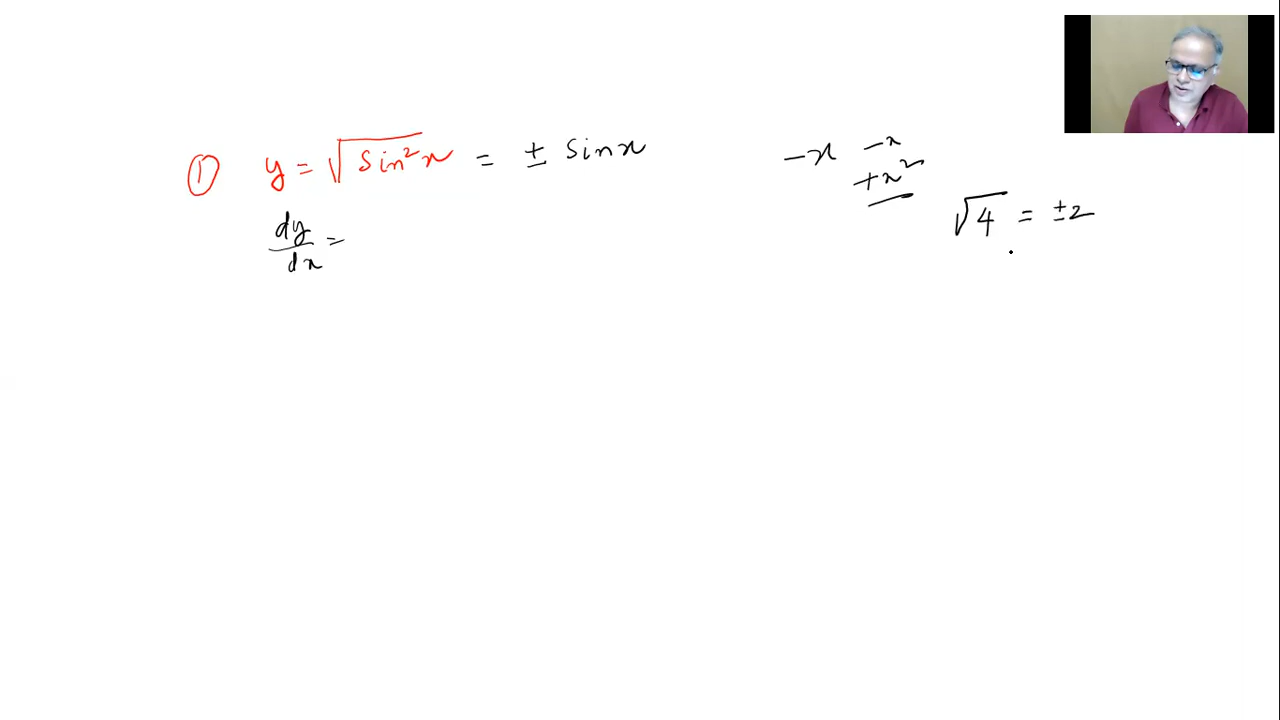 ① y = √sin²x = ± sinx
dy/dx =
-x -x
+x²
√4 = ±2